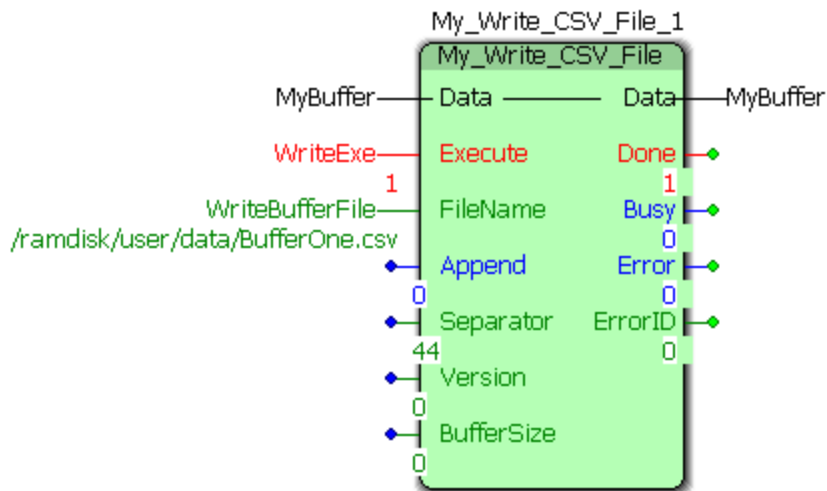 My_Write_CSV_File_1
My_Write_CSV_File
MyBuffer Data Data MyBuffer
WriteExe Execute Done
1 1
WriteBufferFile FileName Busy
/ramdisk/user/data/BufferOne.csv 0
Append Error
0 0
Separator ErrorID
44 0
Version
0
BufferSize
0